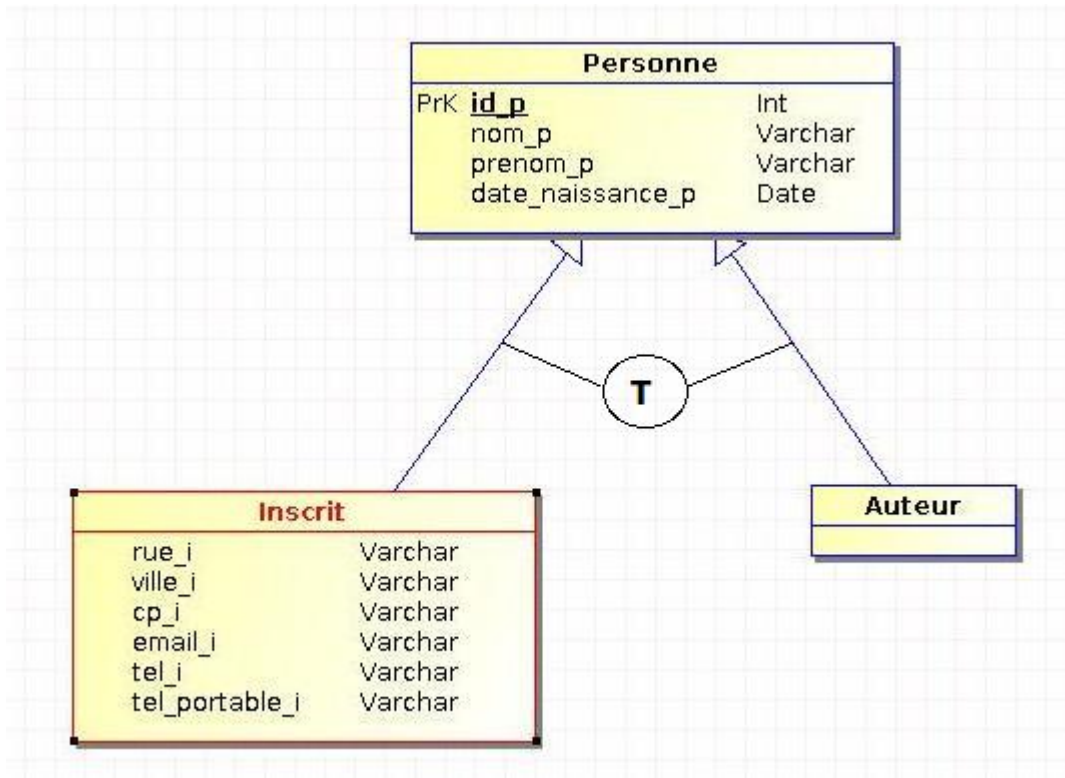 Personne
PrK id_p Int
nom_p Varchar
prenom_p Varchar
date_naissance_p Date
T
Inscrit
rue_i Varchar
ville_i Varchar
cp_i Varchar
email_i Varchar
tel_i Varchar
tel_portable_i Varchar
Auteur